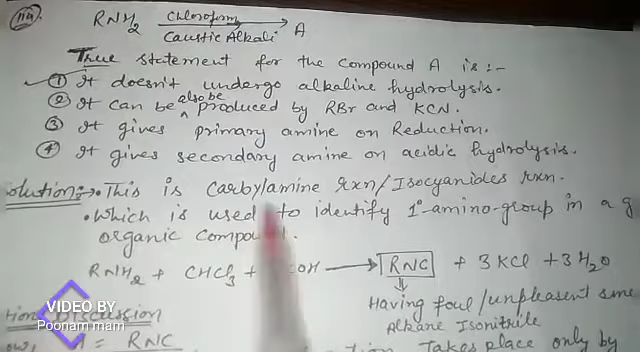 RNH₂ Chloroform
Caustic Alkali A
True statement for the compound A is:-
① It doesn't undergo alkaline hydrolysis.
② It can be also be produced by RBr and KCN.
③ It gives primary amine on Reduction.
④ It gives secondary amine on acidic hydrolysis.
This is Carbylamine rxn/Isocyanides rxn.
• Which is used to identify 1°-amino-group in a g
organic compound.
RNH₂ + CHCl₃ + OH → RNC + 3KCl + 3H₂O
Having foul/unpleasent
Alkane Isonitrile
Discussion
= RNC
Takes place only by
VIDEO BY
Poonam mam